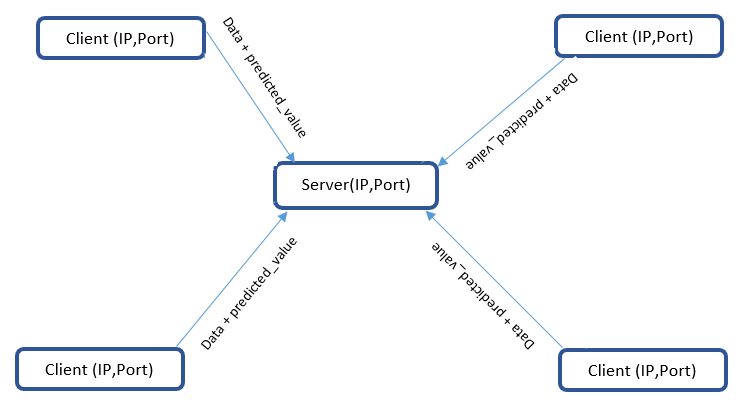 Client (IP,Port)
Data + predicted_value
Client (IP,Port)
Data + predicted_value
Server(IP,Port)
Data + predicted_value
Client (IP,Port)
Data + predicted_value
Client (IP,Port)